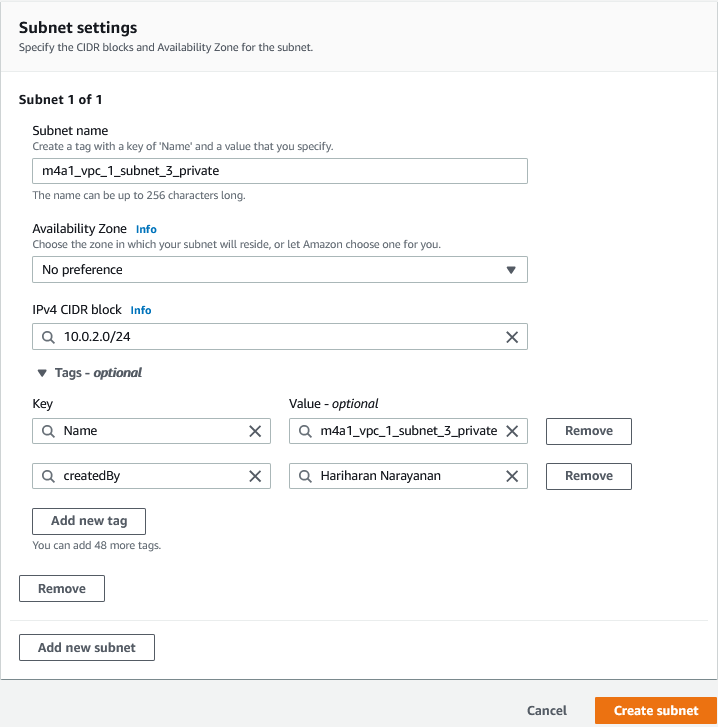 Subnet settings
Specify the CIDR blocks and Availability Zone for the subnet.
Subnet 1 of 1
Subnet name
Create a tag with a key of 'Name' and a value that you specify.
m4a1_vpc_1_subnet_3_private
The name can be up to 256 characters long.
Availability Zone Info
Choose the zone in which your subnet will reside, or let Amazon choose one for you.
No preference
IPv4 CIDR block Info
10.0.2.0/24
Tags - optional
Key Value - optional
Name m4a1_vpc_1_subnet_3_private Remove
createdBy Hariharan Narayanan Remove
Add new tag
You can add 48 more tags.
Remove
Add new subnet
Cancel Create subnet